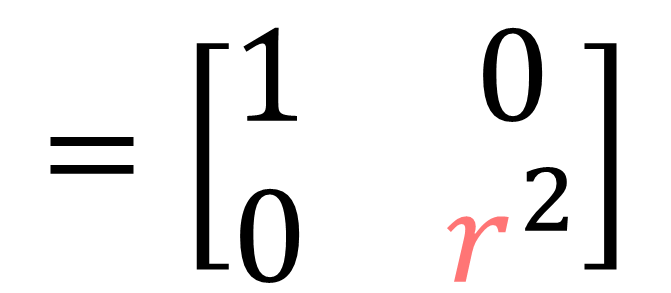 = [1 0
0 r²]